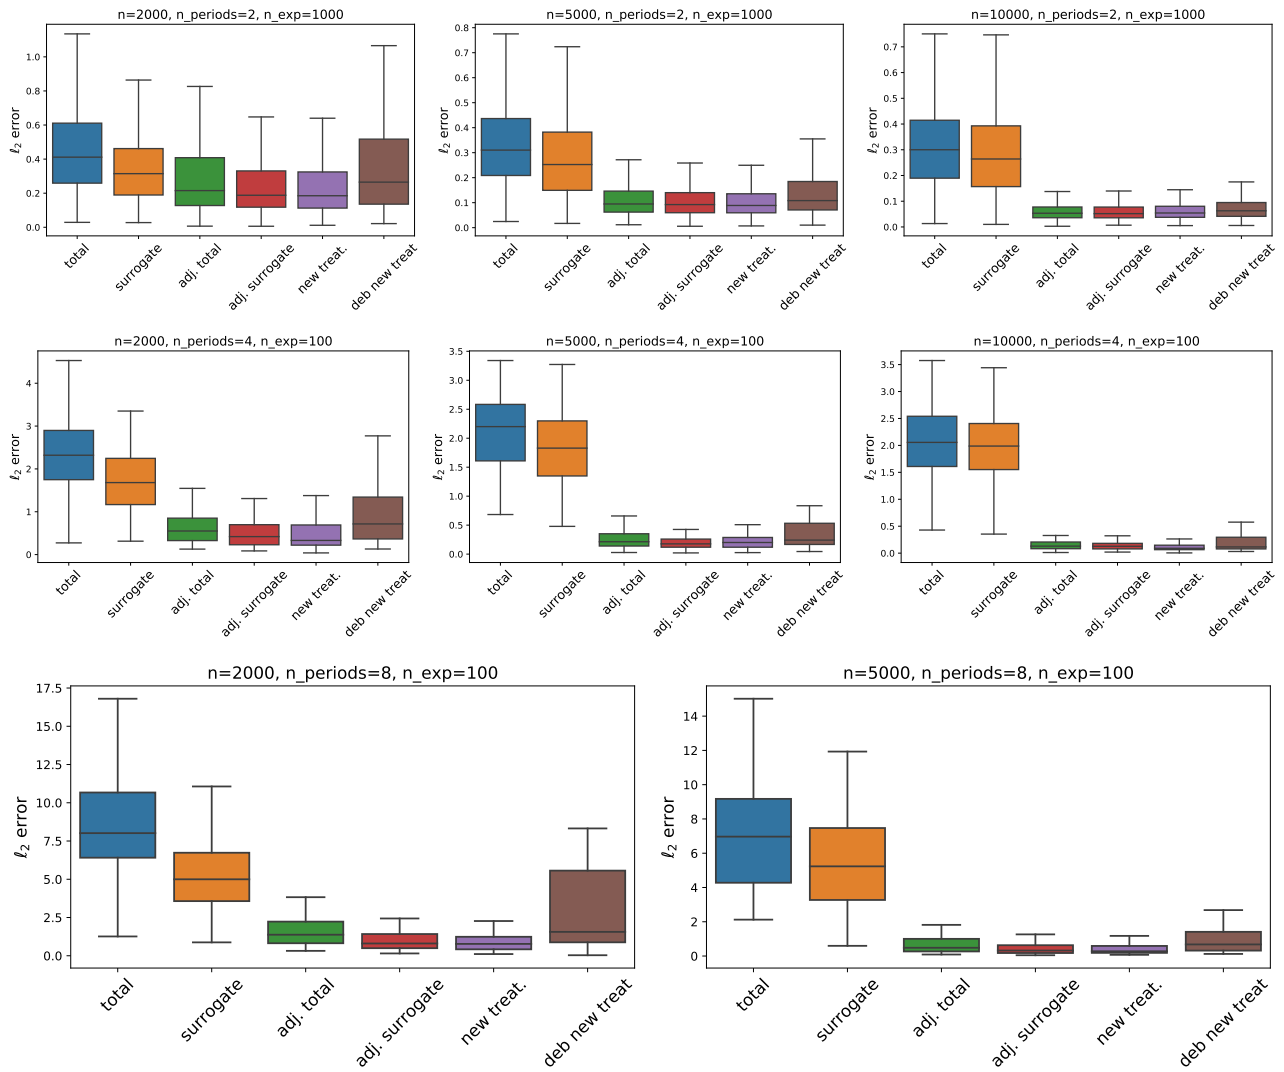 n=2000, n_periods=2, n_exp=1000
ℓ2 error
1.0
0.8
0.6
0.4
0.2
0.0
total
surrogate
adj. total
adj. surrogate
new treat.
deb new treat
n=5000, n_periods=2, n_exp=1000
ℓ2 error
0.8
0.7
0.6
0.5
0.4
0.3
0.2
0.1
0.0
total
surrogate
adj. total
adj. surrogate
new treat.
deb new treat
n=10000, n_periods=2, n_exp=1000
ℓ2 error
0.7
0.6
0.5
0.4
0.3
0.2
0.1
0.0
total
surrogate
adj. total
adj. surrogate
new treat.
deb new treat
n=2000, n_periods=4, n_exp=100
ℓ2 error
4
3
2
1
0
total
surrogate
adj. total
adj. surrogate
new treat.
deb new treat
n=5000, n_periods=4, n_exp=100
ℓ2 error
3.5
3.0
2.5
2.0
1.5
1.0
0.5
0.0
total
surrogate
adj. total
adj. surrogate
new treat.
deb new treat
n=10000, n_periods=4, n_exp=100
ℓ2 error
3.5
3.0
2.5
2.0
1.5
1.0
0.5
0.0
total
surrogate
adj. total
adj. surrogate
new treat.
deb new treat
n=2000, n_periods=8, n_exp=100
ℓ2 error
17.5
15.0
12.5
10.0
7.5
5.0
2.5
0.0
total
surrogate
adj. total
adj. surrogate
new treat.
deb new treat
n=5000, n_periods=8, n_exp=100
ℓ2 error
14
12
10
8
6
4
2
0
total
surrogate
adj. total
adj. surrogate
new treat.
deb new treat